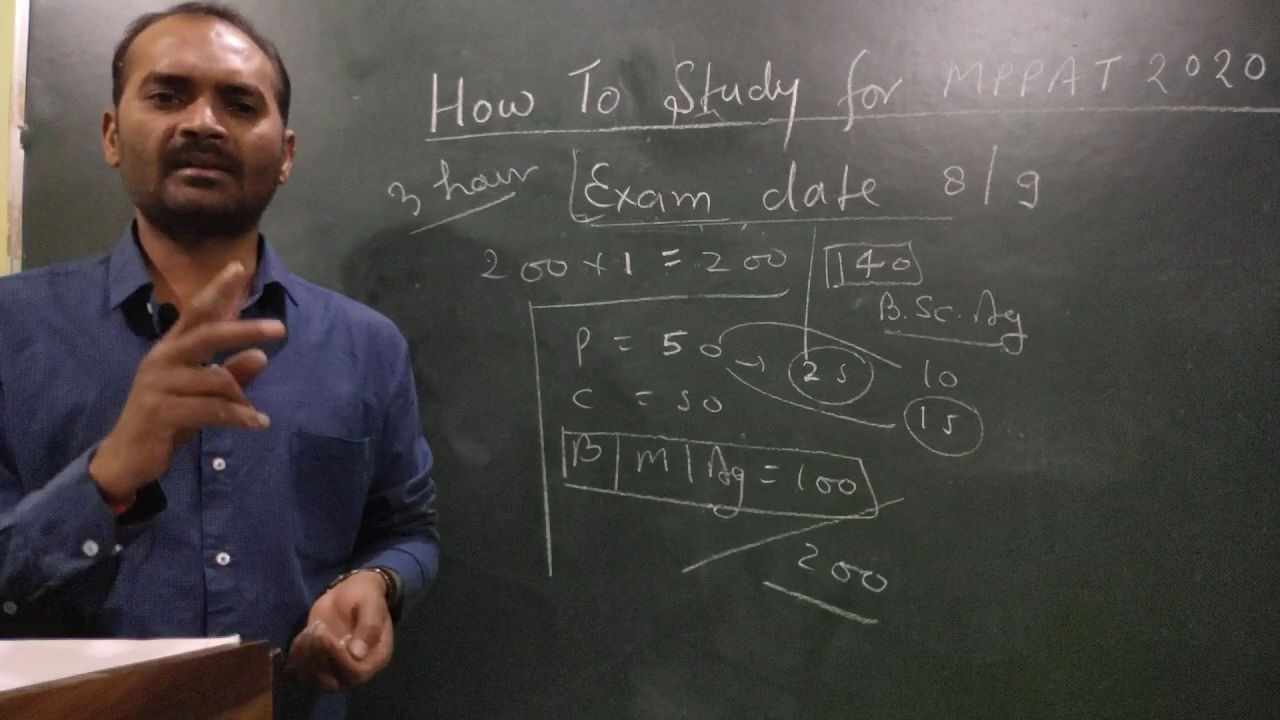 How To Study for MPPAT 2020
3 hour Exam date 8/9
200 × 1 = 200 140
B.Sc. Ag
P = 50 → 25 10
C = 50 15
B | M | Ag = 100
200